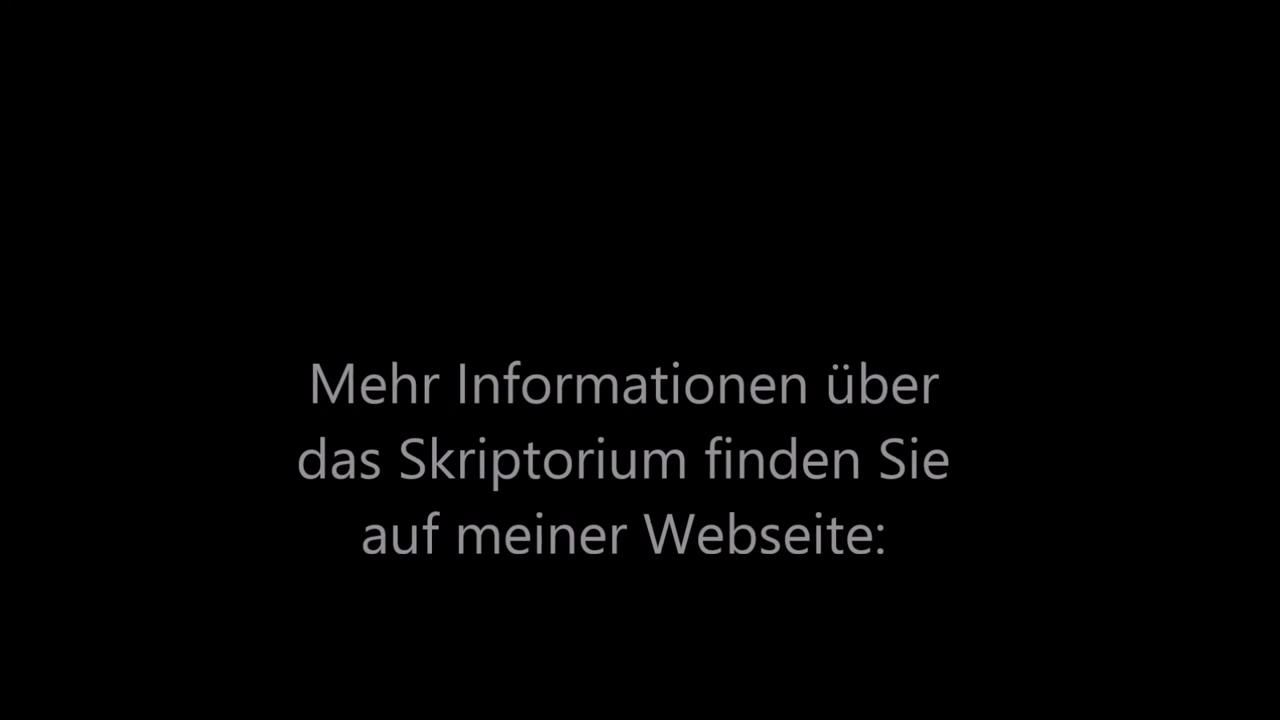 Mehr Informationen über
das Skriptorium finden Sie
auf meiner Webseite: